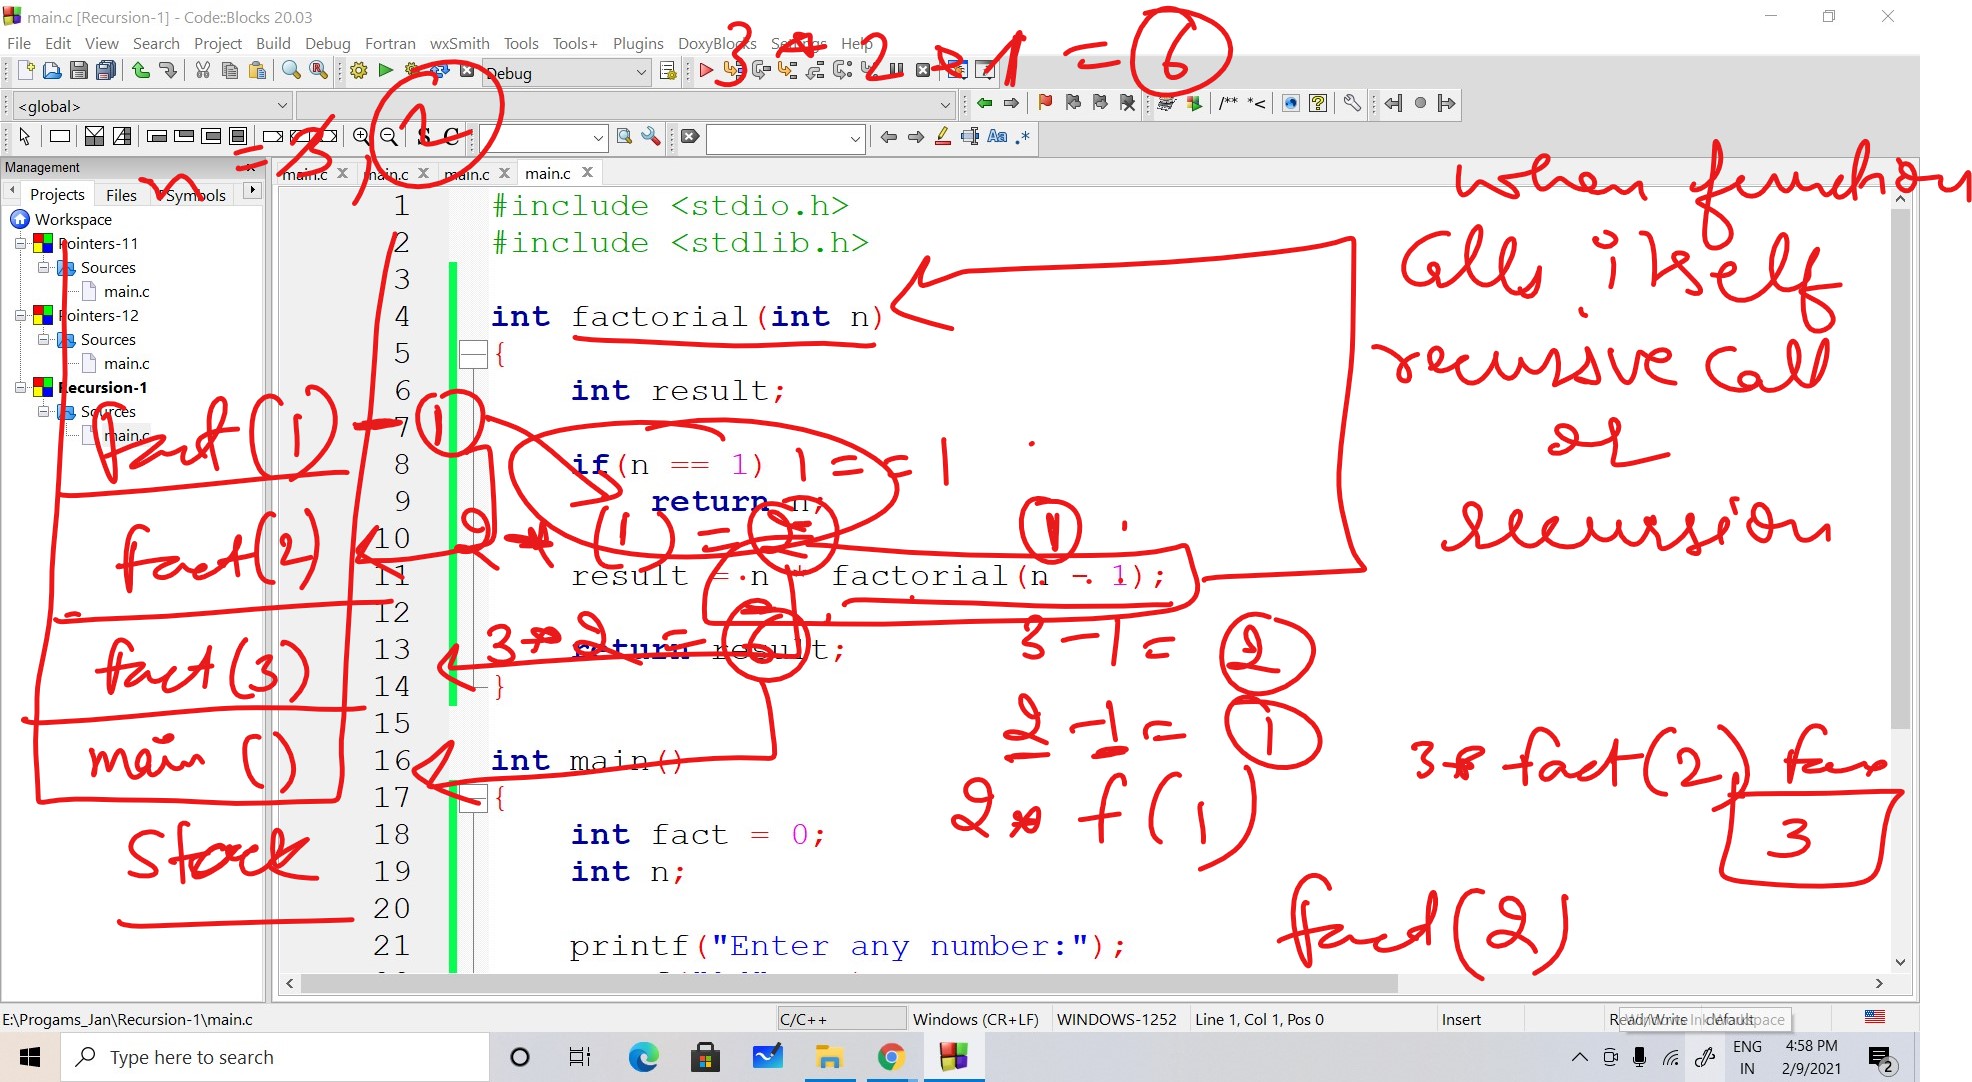 main.c [Recursion-1] - Code::Blocks 20.03
File Edit View Search Project Build Debug Fortran wxSmith Tools Tools+ Plugins DoxyBlocks Settings Help
3 * 2 * 1 = 6
Debug
<global>
S C
n = 3, 2
Management
Projects Files FSymbols
main.c main.c main.c main.c
Workspace
Pointers-11
Sources
main.c
Pointers-12
Sources
main.c
Recursion-1
Sources
main.c
1 #include <stdio.h>
2 #include <stdlib.h>
3
4 int factorial(int n)
5 {
6 int result;
7
8 if(n == 1)
9 return n;
10
11 result = n * factorial(n - 1);
12
13 return result;
14 }
15
16 int main()
17 {
18 int fact = 0;
19 int n;
20
21 printf("Enter any number:");
when function
calls itself
recursive call
or
recursion
1 == 1
fact(1) - 1
fact(2)
fact(3)
main ()
Stack
2 * (1) = 2
1
3 * 2 = 6
3 - 1 = 2
2 - 1 = 1
2 * f(1)
3 * fact(2)
3
fact(2)
E:\Progams_Jan\Recursion-1\main.c C/C++ Windows (CR+LF) WINDOWS-1252 Line 1, Col 1, Pos 0 Insert Read/Write default
Windows Ink Workspace
Type here to search
ENG
IN
4:58 PM
2/9/2021
2